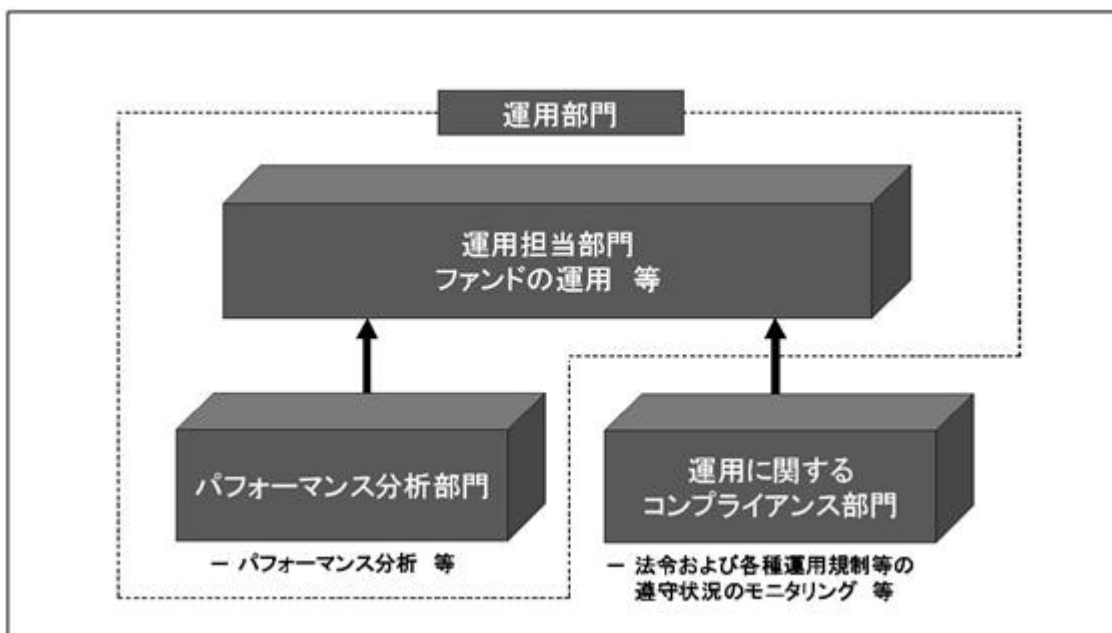 運用部門
運用担当部門
ファンドの運用 等
パフォーマンス分析部門
− パフォーマンス分析 等
運用に関する
コンプライアンス部門
− 法令および各種運用規制等の
遵守状況のモニタリング 等